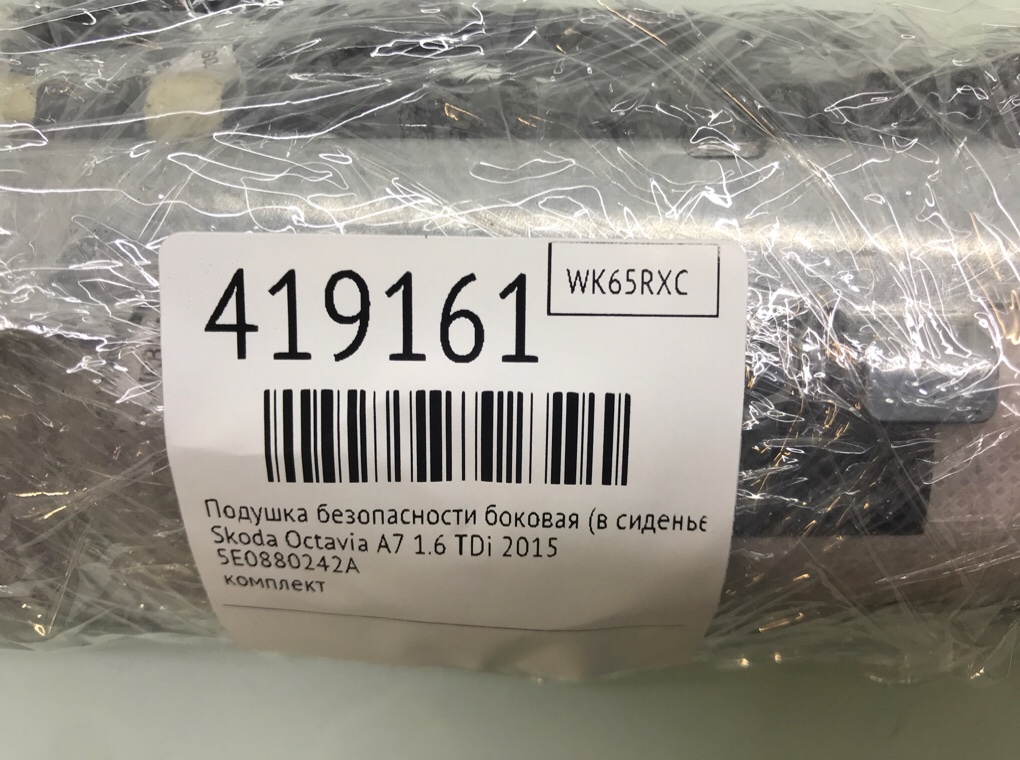 419161
WK65RXC
Подушка безопасности боковая (в сиденье
Skoda Octavia A7 1.6 TDi 2015
5E0880242A
комплект